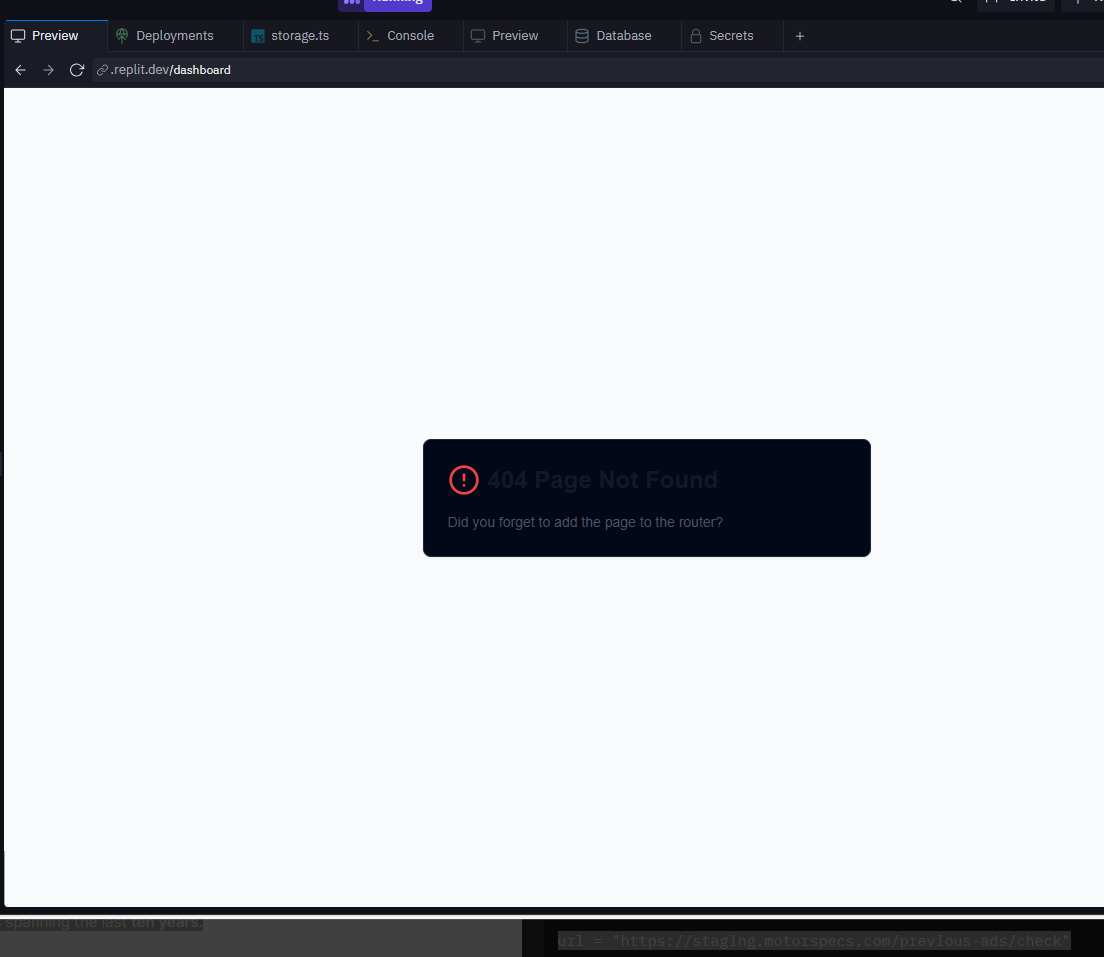 Running
Preview
Deployments
storage.ts
Console
Preview
Database
Secrets
.replit.dev/dashboard
404 Page Not Found
Did you forget to add the page to the router?
spanning the last ten years.
url = "https://staging.motorspecs.com/previous-ads/check"